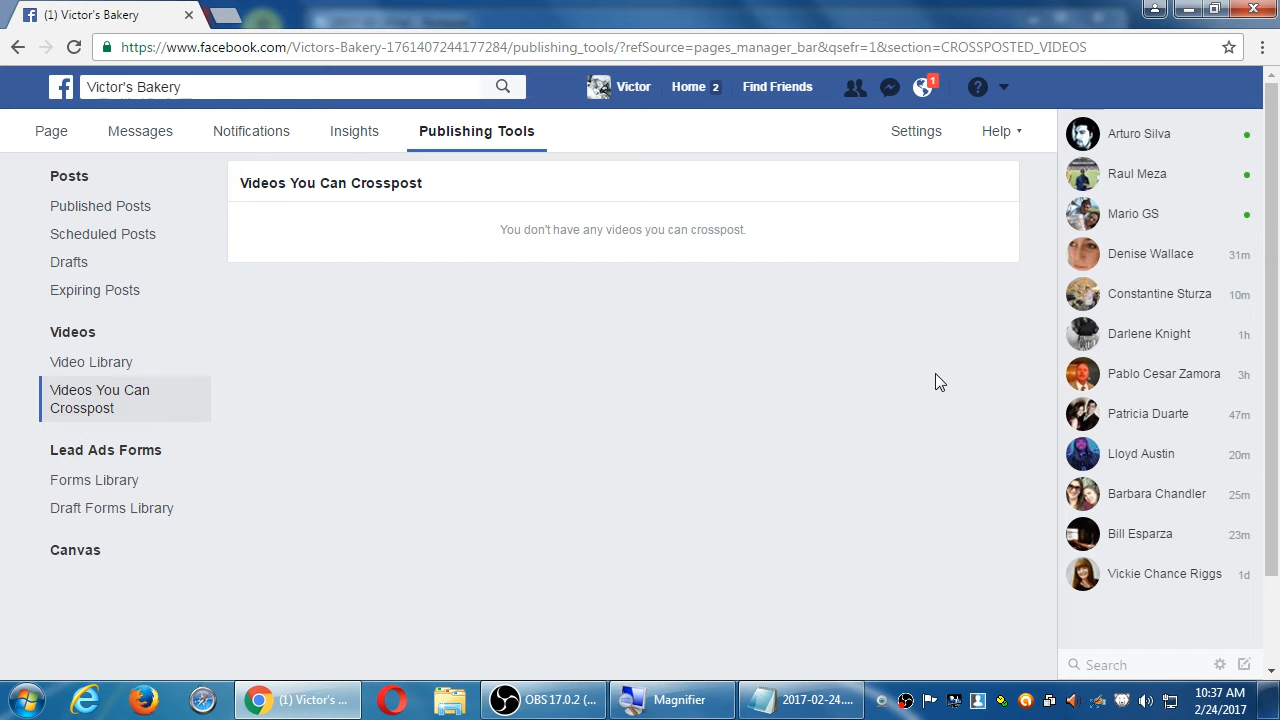 (1) Victor's Bakery
https://www.facebook.com/Victors-Bakery-1761407244177284/publishing_tools/?refSource=pages_manager_bar&qsefr=1&section=CROSSPOSTED_VIDEOS
Victor's Bakery
Victor
Home 2
Find Friends
1
Page
Messages
Notifications
Insights
Publishing Tools
Settings
Help
Posts
Published Posts
Scheduled Posts
Drafts
Expiring Posts
Videos
Video Library
Videos You Can
Crosspost
Lead Ads Forms
Forms Library
Draft Forms Library
Canvas
Videos You Can Crosspost
You don't have any videos you can crosspost.
Arturo Silva
Raul Meza
Mario GS
Denise Wallace 31m
Constantine Sturza 10m
Darlene Knight 1h
Pablo Cesar Zamora 3h
Patricia Duarte 47m
Lloyd Austin 20m
Barbara Chandler 25m
Bill Esparza 23m
Vickie Chance Riggs 1d
Search
(1) Victor's ...
OBS 17.0.2 (...
Magnifier
2017-02-24....
10:37 AM
2/24/2017